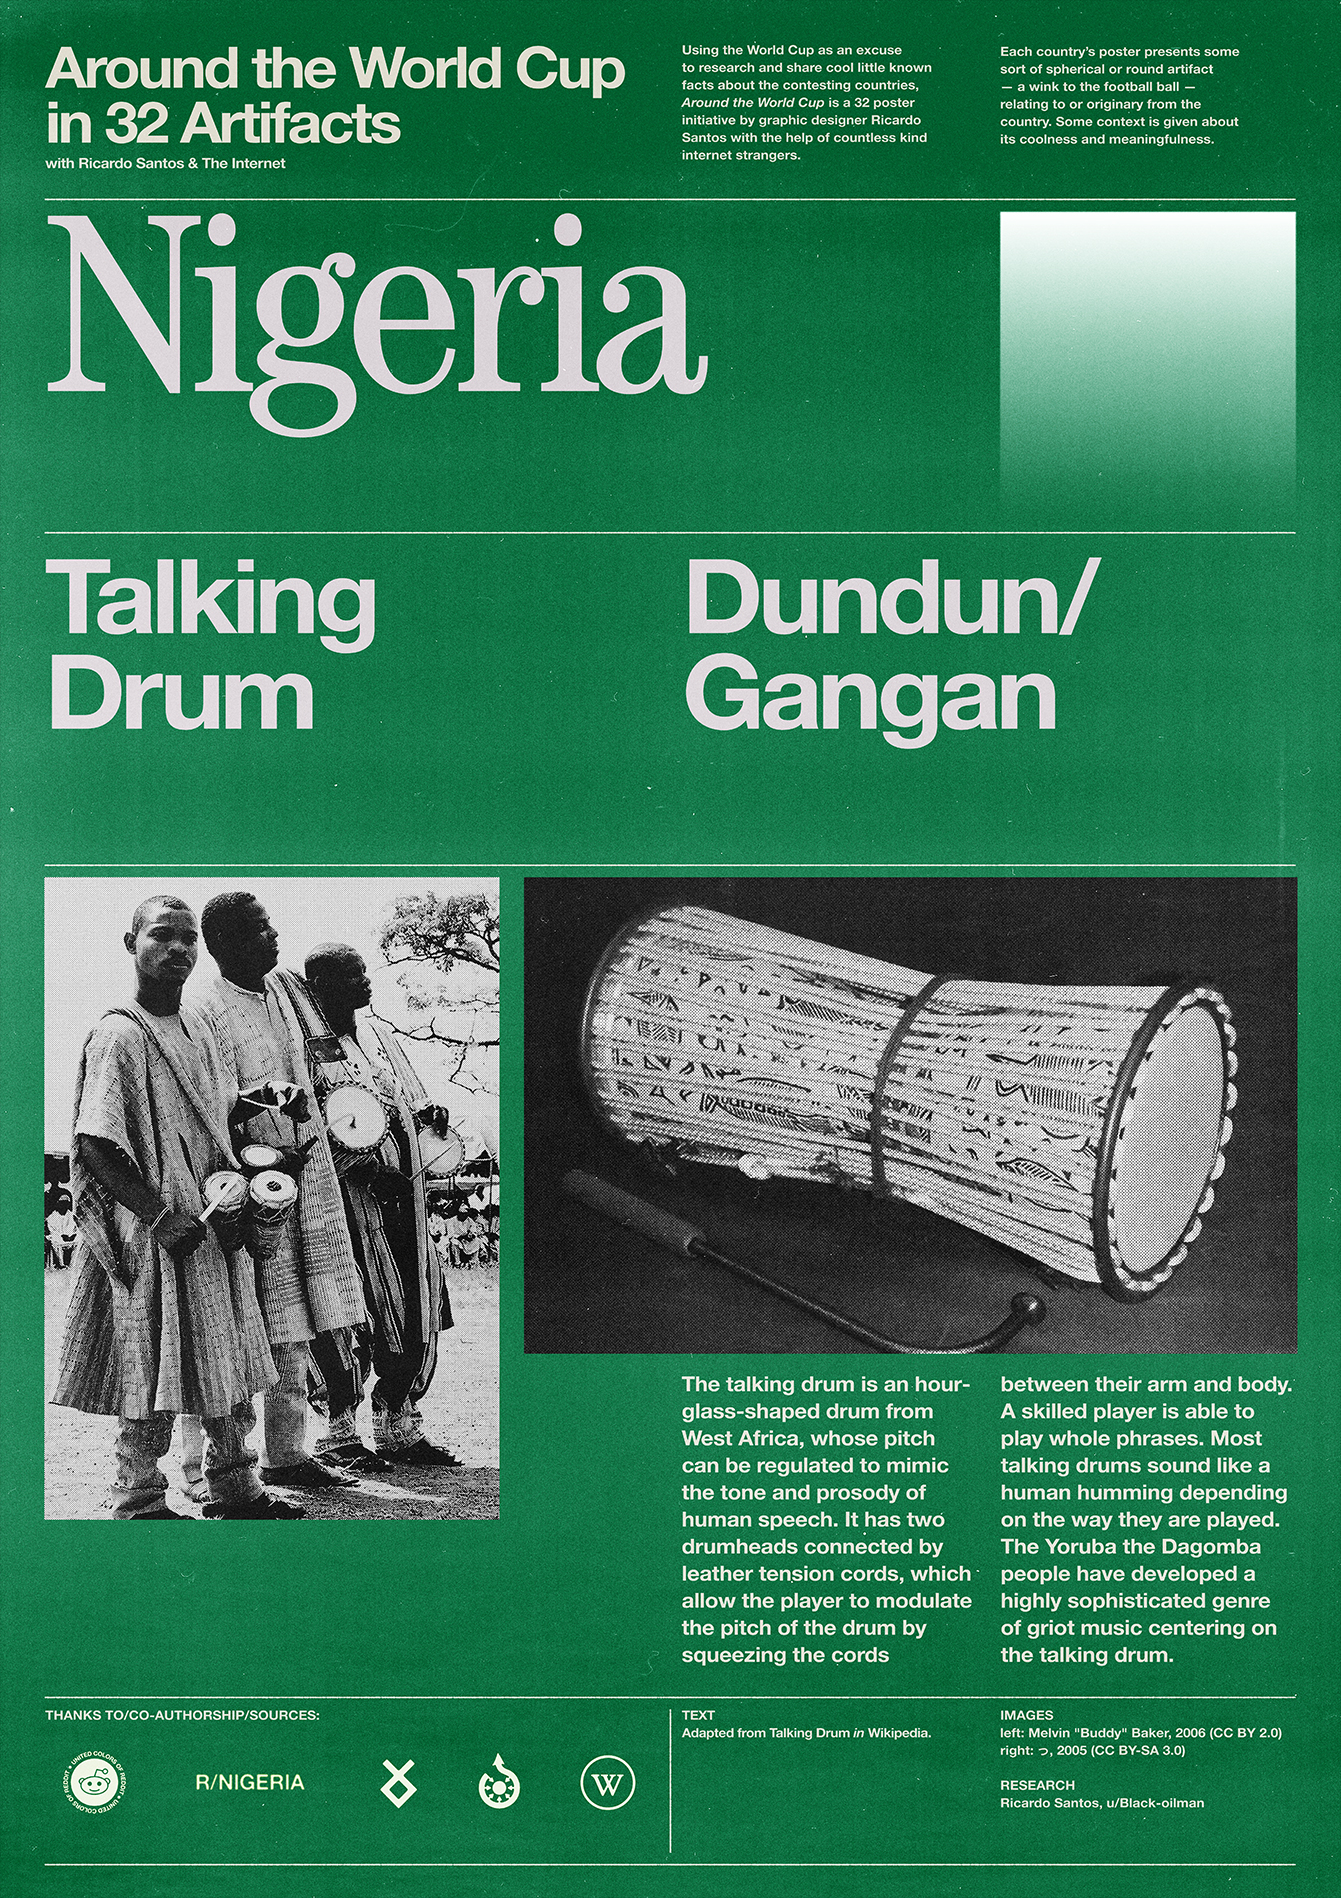 Around the World Cup
in 32 Artifacts
with Ricardo Santos & The Internet
Using the World Cup as an excuse
to research and share cool little known
facts about the contesting countries,
Around the World Cup is a 32 poster
initiative by graphic designer Ricardo
Santos with the help of countless kind
internet strangers.
Each country's poster presents some
sort of spherical or round artifact
— a wink to the football ball —
relating to or originary from the
country. Some context is given about
its coolness and meaningfulness.
Nigeria
Talking
Drum
Dundun/
Gangan
The talking drum is an hour-
glass-shaped drum from
West Africa, whose pitch
can be regulated to mimic
the tone and prosody of
human speech. It has two
drumheads connected by
leather tension cords, which
allow the player to modulate
the pitch of the drum by
squeezing the cords
between their arm and body.
A skilled player is able to
play whole phrases. Most
talking drums sound like a
human humming depending
on the way they are played.
The Yoruba the Dagomba
people have developed a
highly sophisticated genre
of griot music centering on
the talking drum.
THANKS TO/CO-AUTHORSHIP/SOURCES:
UNITED COLORS OF REDDIT • UNITED COLORS OF REDDIT •
R/NIGERIA
W
TEXT
Adapted from Talking Drum in Wikipedia.
IMAGES
left: Melvin "Buddy" Baker, 2006 (CC BY 2.0)
right: っ, 2005 (CC BY-SA 3.0)
RESEARCH
Ricardo Santos, u/Black-oilman